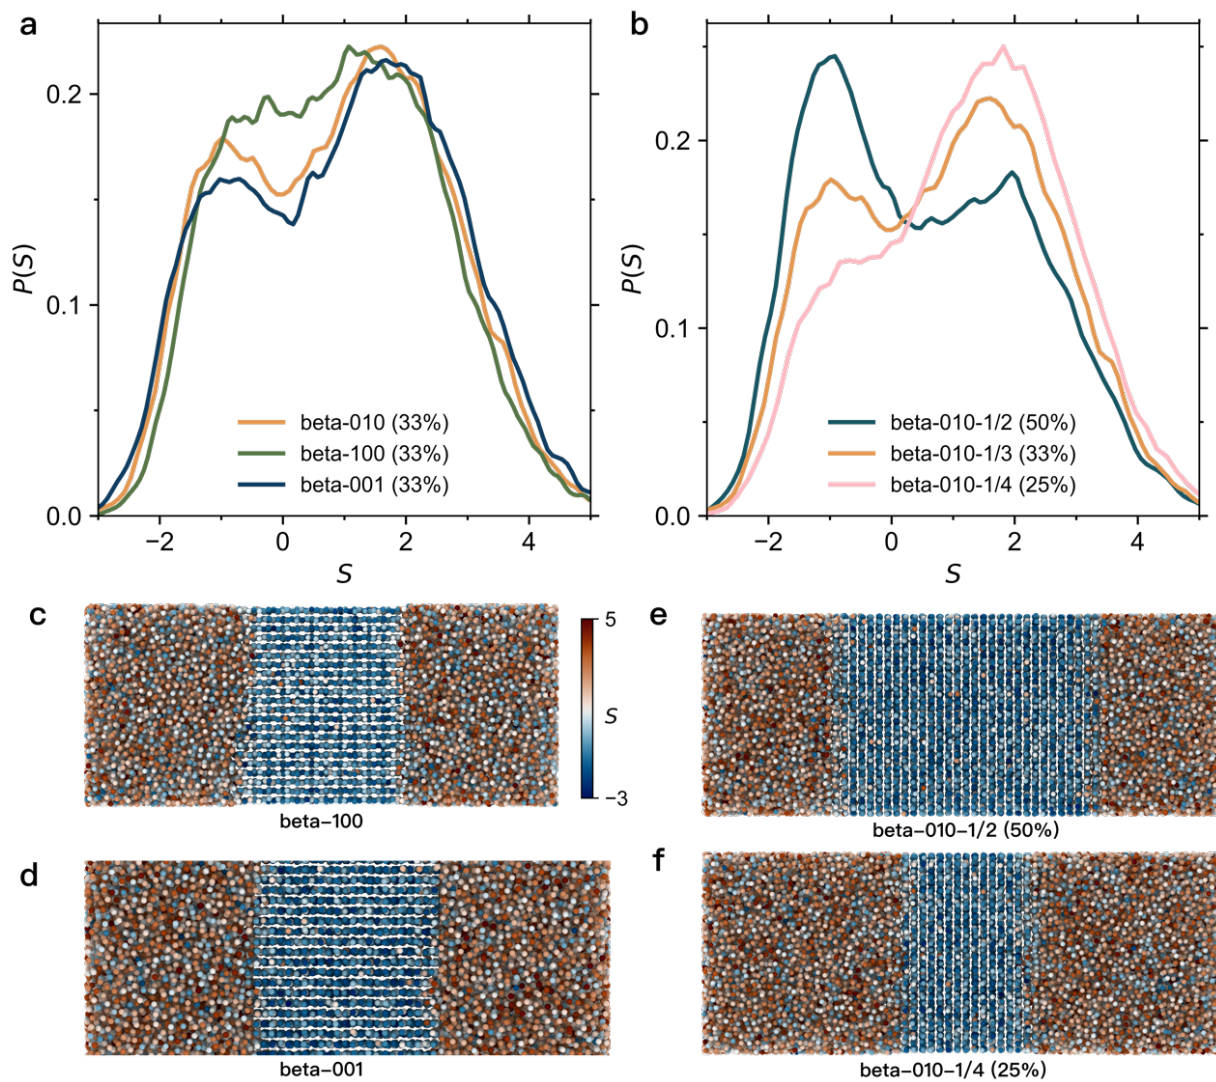 a
0.2
0.1
0.0
P(S)
beta-010 (33%)
beta-100 (33%)
beta-001 (33%)
−2 0 2 4
S
b
0.2
0.1
0.0
P(S)
beta-010-1/2 (50%)
beta-010-1/3 (33%)
beta-010-1/4 (25%)
−2 0 2 4
S
c
5
S
−3
beta-100
e
beta-010-1/2 (50%)
d
beta-001
f
beta-010-1/4 (25%)